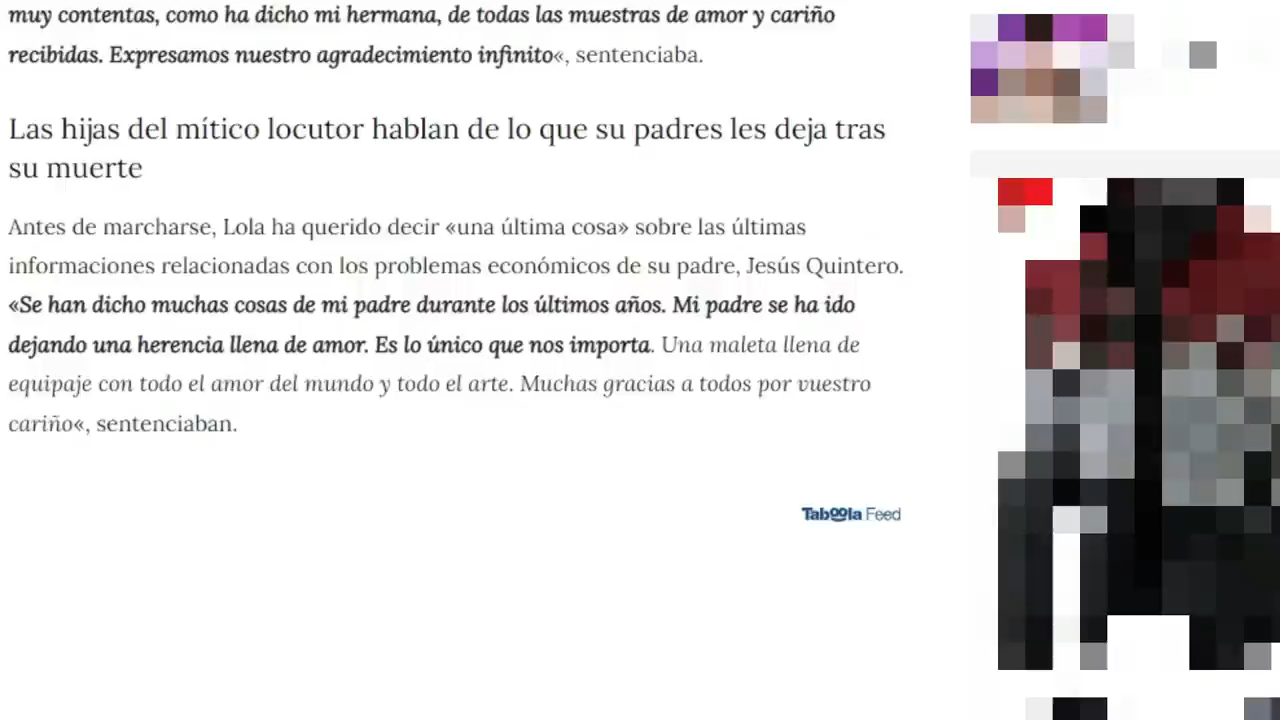 muy contentas, como ha dicho mi hermana, de todas las muestras de amor y cariño
recibidas. Expresamos nuestro agradecimiento infinito«, sentenciaba.
Las hijas del mítico locutor hablan de lo que su padres les deja tras
su muerte
Antes de marcharse, Lola ha querido decir «una última cosa» sobre las últimas
informaciones relacionadas con los problemas económicos de su padre, Jesús Quintero.
«Se han dicho muchas cosas de mi padre durante los últimos años. Mi padre se ha ido
dejando una herencia llena de amor. Es lo único que nos importa. Una maleta llena de
equipaje con todo el amor del mundo y todo el arte. Muchas gracias a todos por vuestro
cariño«, sentenciaban.
Taboola Feed